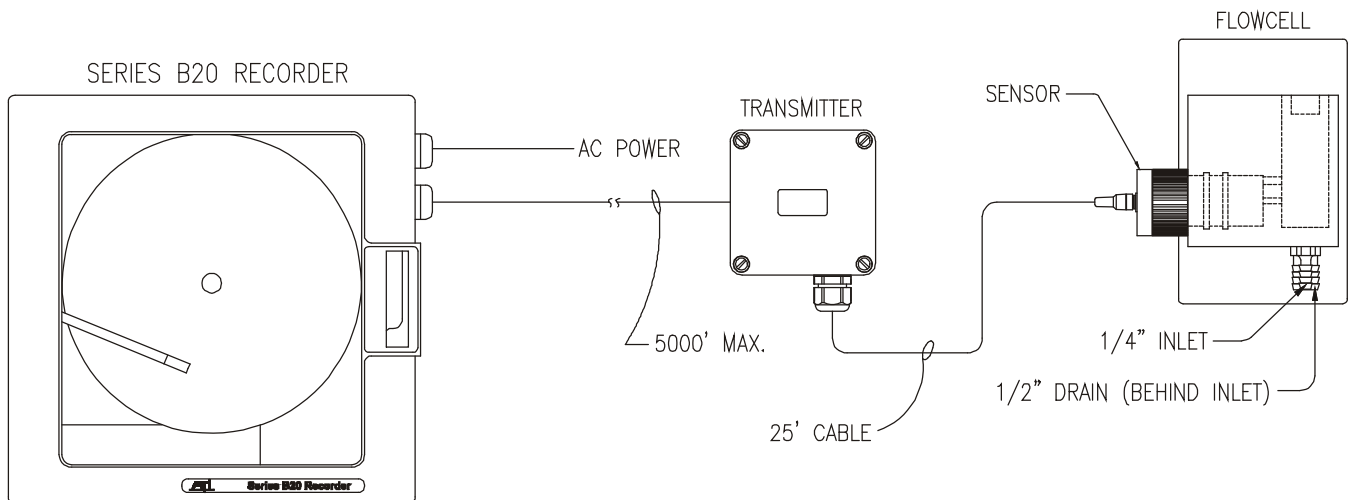 FLOWCELL
SERIES B20 RECORDER
SENSOR
TRANSMITTER
AC POWER
5000' MAX.
1/4" INLET
1/2" DRAIN (BEHIND INLET)
25' CABLE
ATI Series B20 Recorder